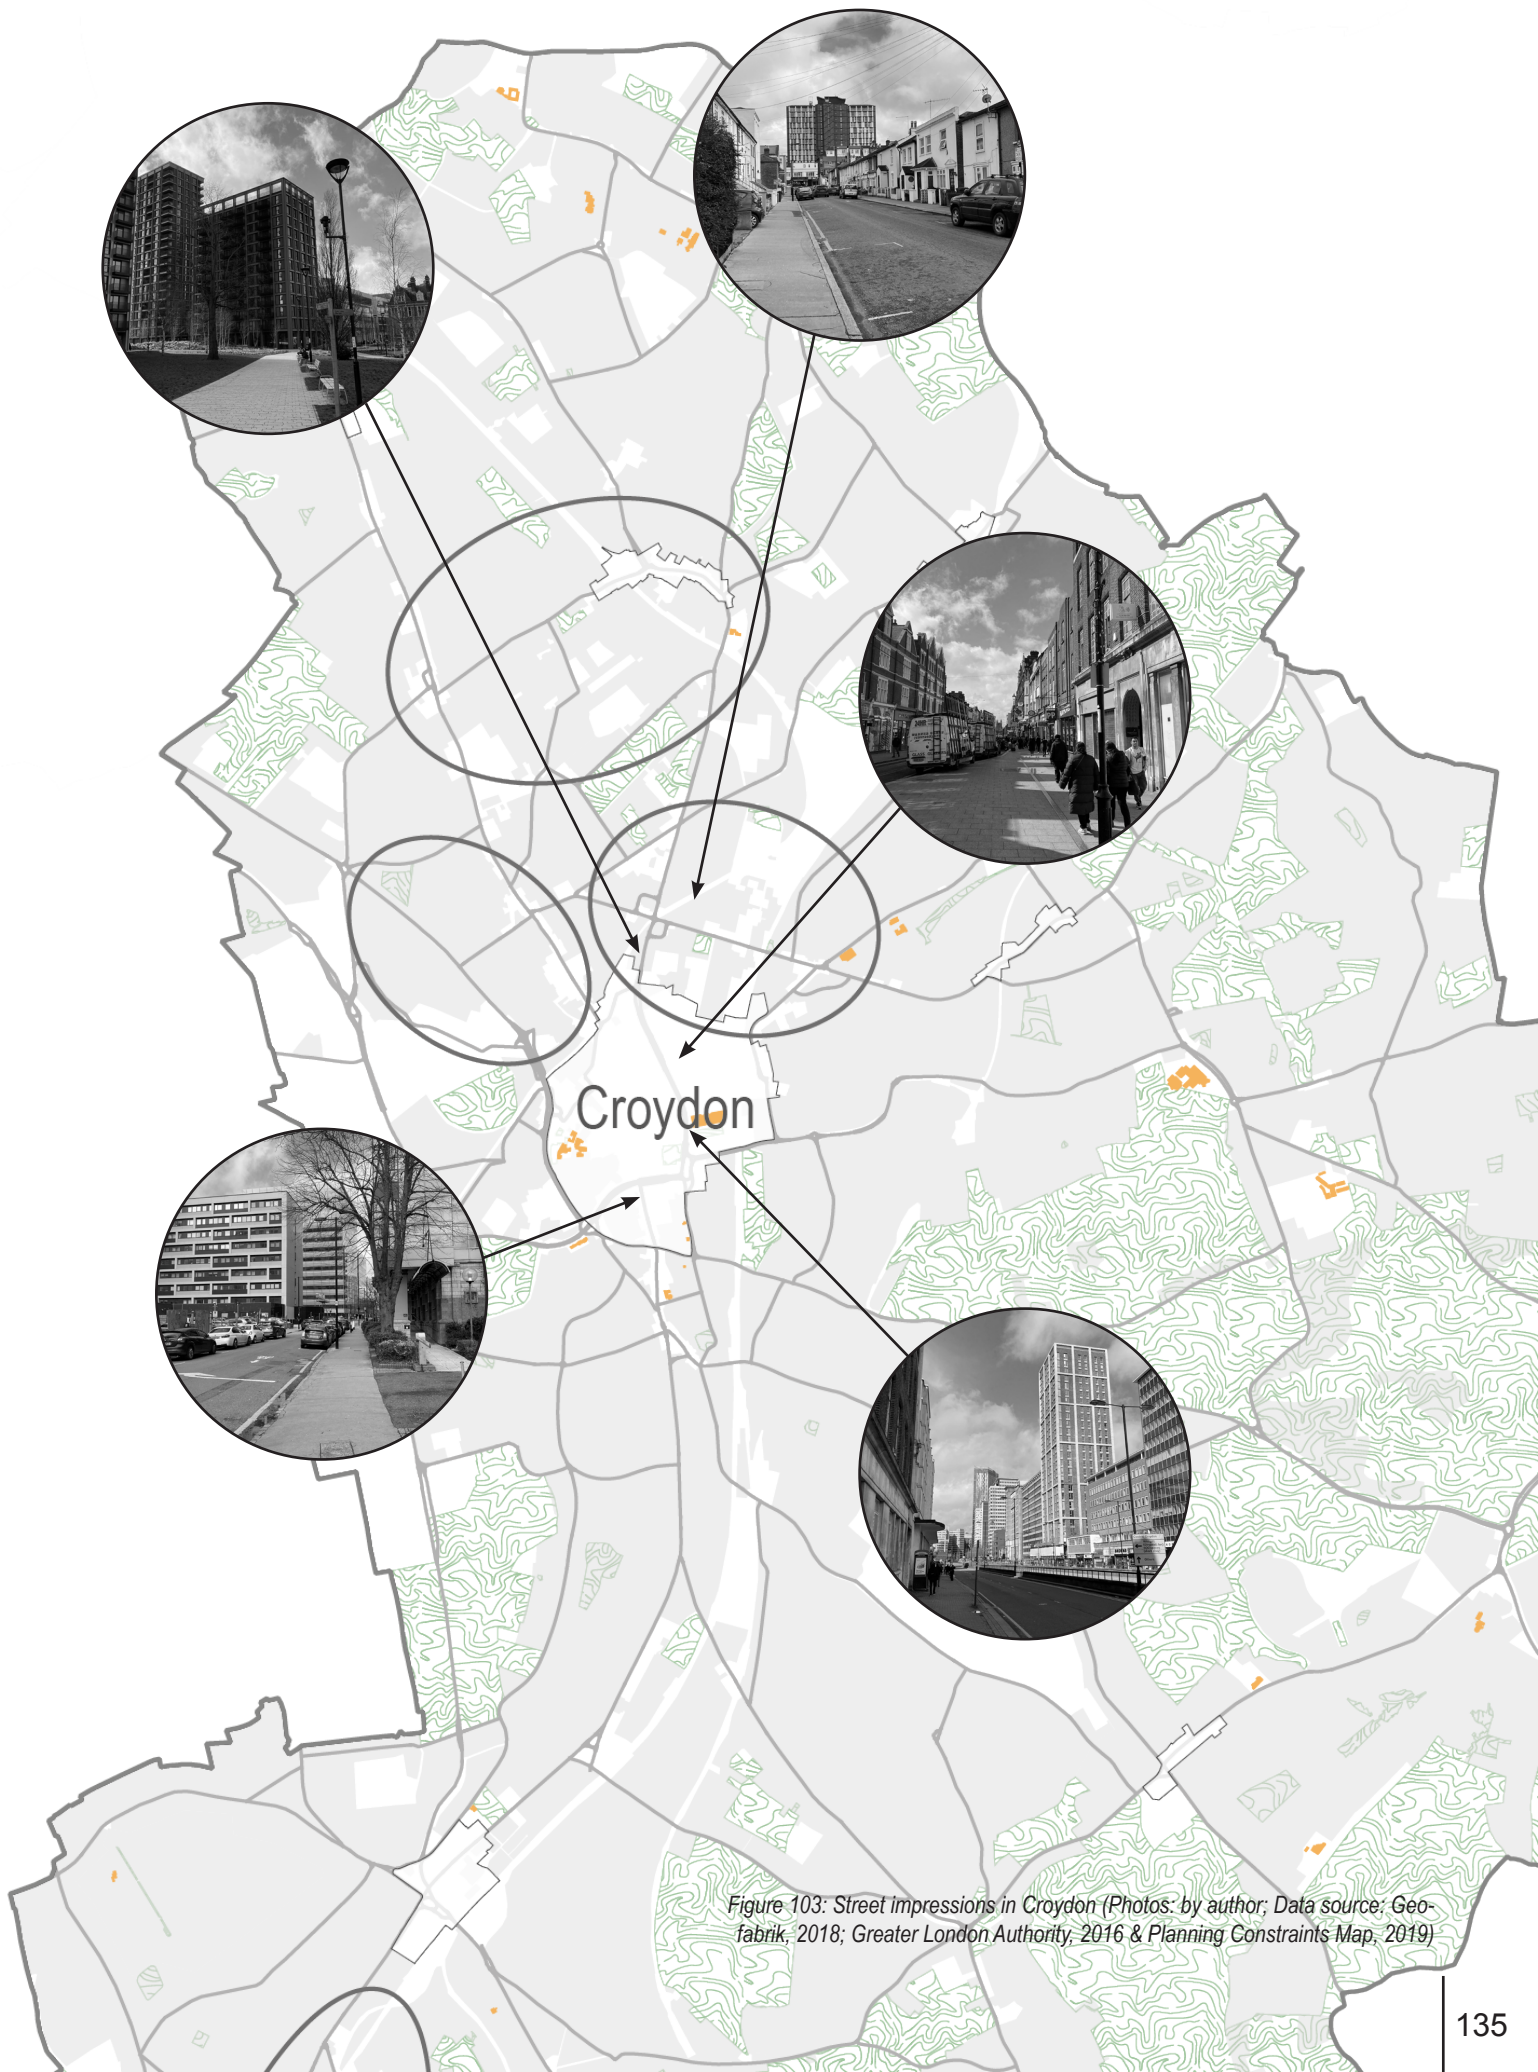 Croydon
Figure 103: Street impressions in Croydon (Photos: by author; Data source: Geo-
fabrik, 2018; Greater London Authority, 2016 & Planning Constraints Map, 2019)
135